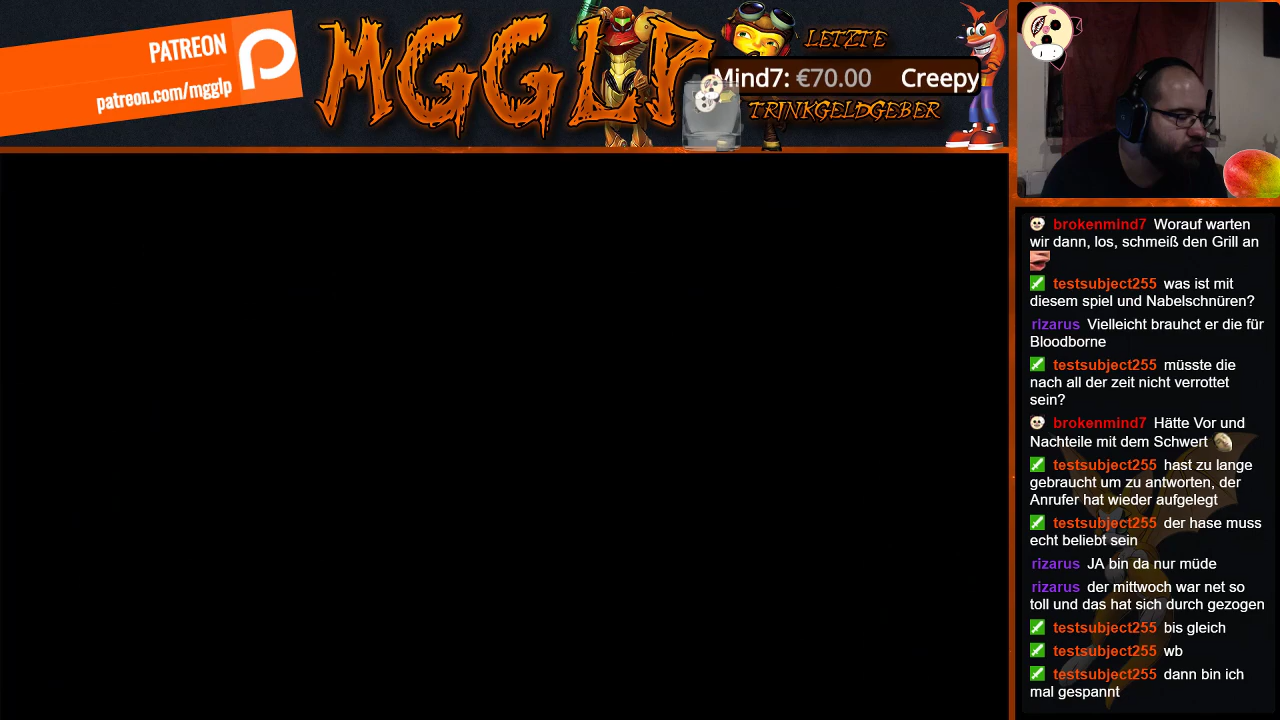 PATREON
patreon.com/mgglp
MGGLP
LETZTE
Mind7: €70.00 Creepy
TRINKGELDGEBER
brokenmind7 Worauf warten
wir dann, los, schmeiß den Grill an
testsubject255 was ist mit
diesem spiel und Nabelschnüren?
rizarus Vielleicht brauhct er die für
Bloodborne
testsubject255 müsste die
nach all der zeit nicht verrottet
sein?
brokenmind7 Hätte Vor und
Nachteile mit dem Schwert
testsubject255 hast zu lange
gebraucht um zu antworten, der
Anrufer hat wieder aufgelegt
testsubject255 der hase muss
echt beliebt sein
rizarus JA bin da nur müde
rizarus der mittwoch war net so
toll und das hat sich durch gezogen
testsubject255 bis gleich
testsubject255 wb
testsubject255 dann bin ich
mal gespannt